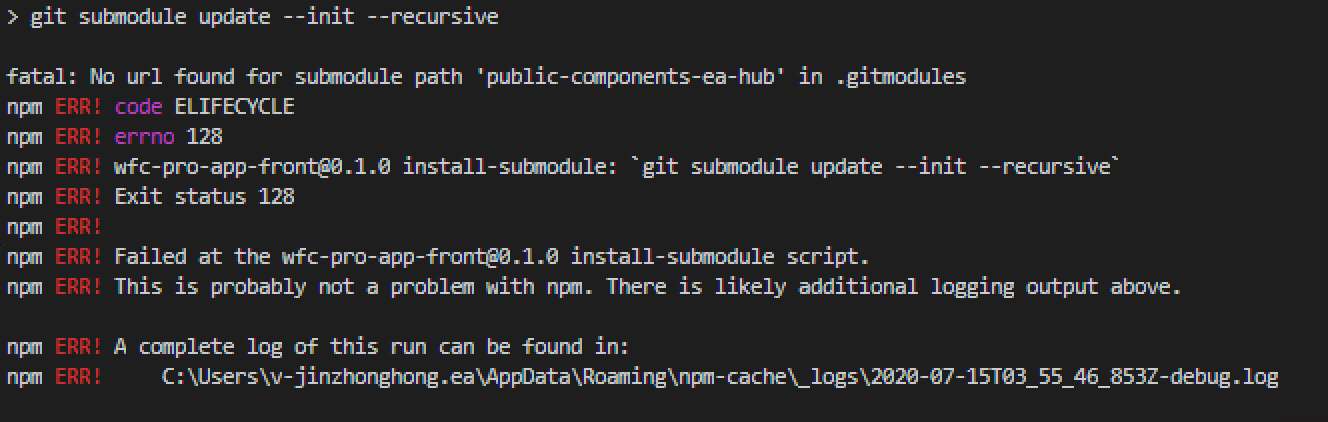 > git submodule update --init --recursive
fatal: No url found for submodule path 'public-components-ea-hub' in .gitmodules
npm ERR! code ELIFECYCLE
npm ERR! errno 128
npm ERR! wfc-pro-app-front@0.1.0 install-submodule: `git submodule update --init --recursive`
npm ERR! Exit status 128
npm ERR!
npm ERR! Failed at the wfc-pro-app-front@0.1.0 install-submodule script.
npm ERR! This is probably not a problem with npm. There is likely additional logging output above.
npm ERR! A complete log of this run can be found in:
npm ERR!     C:\Users\v-jinzhonghong.ea\AppData\Roaming\npm-cache\_logs\2020-07-15T03_55_46_853Z-debug.log